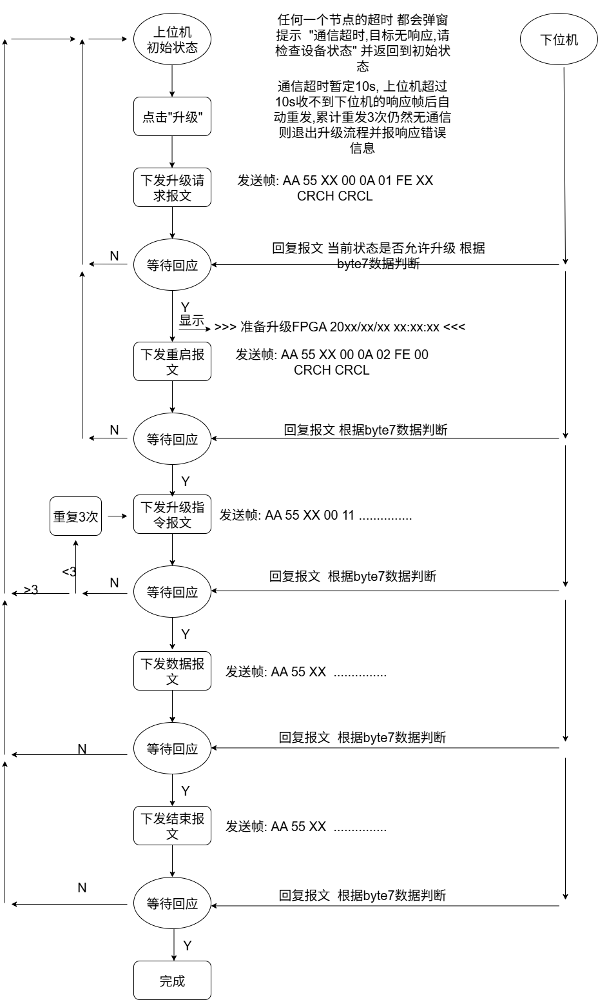 上位机
初始状态
任何一个节点的超时 都会弹窗
提示  "通信超时,目标无响应,请
检查设备状态" 并返回到初始状
态
下位机
通信超时暂定10s, 上位机超过
10s收不到下位机的响应帧后自
动重发,累计重发3次仍然无通信
则退出升级流程并报响应错误
信息
点击"升级"
下发升级请
求报文
发送帧: AA 55 XX 00 0A 01 FE XX
CRCH CRCL
N
等待回应
回复报文 当前状态是否允许升级 根据
byte7数据判断
Y
显示
>>> 准备升级FPGA 20xx/xx/xx xx:xx:xx <<<
下发重启报
文
发送帧: AA 55 XX 00 0A 02 FE 00
CRCH CRCL
N
等待回应
回复报文 根据byte7数据判断
Y
重复3次
下发升级指
令报文
发送帧: AA 55 XX 00 11 ...............
<3
>3
N
等待回应
回复报文  根据byte7数据判断
Y
下发数据报
文
发送帧: AA 55 XX  ...............
N
等待回应
回复报文  根据byte7数据判断
Y
下发结束报
文
发送帧: AA 55 XX  ...............
N
等待回应
回复报文  根据byte7数据判断
Y
完成